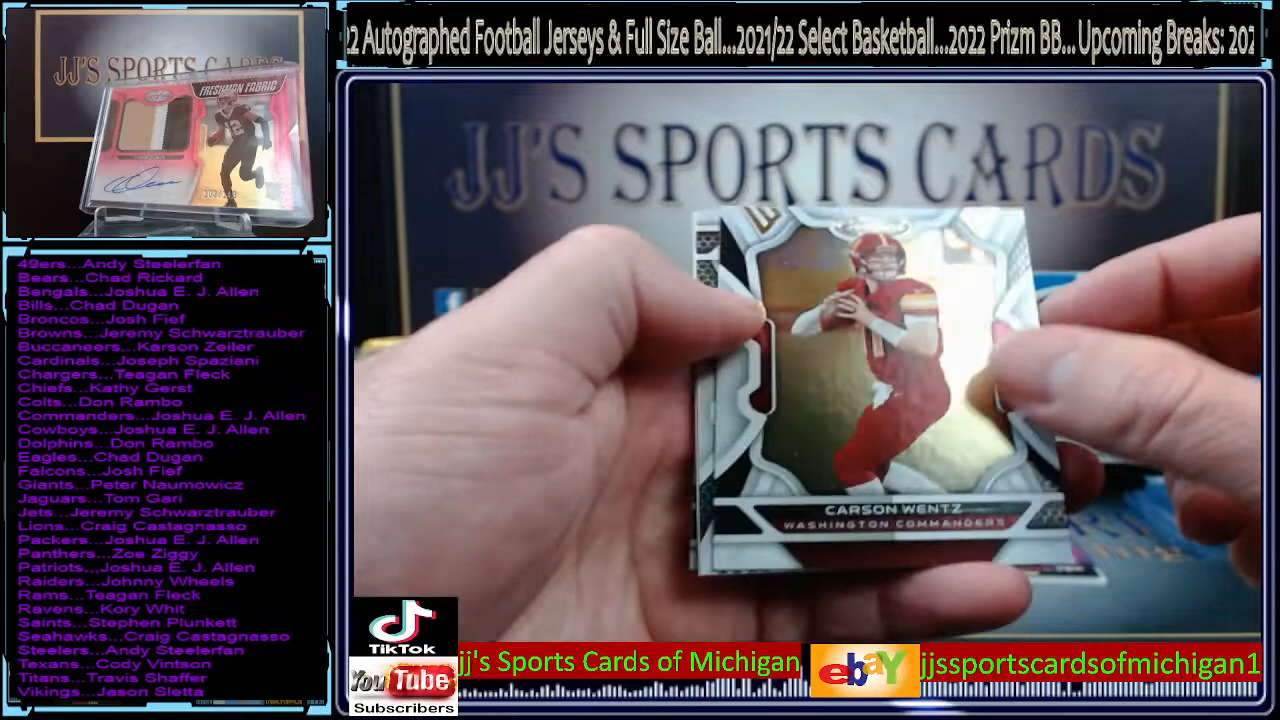 22 Autographed Football Jerseys & Full Size Ball...2021/22 Select Basketball...2022 Prizm BB... Upcoming Breaks: 202
JJ'S SPORTS CARDS
FRESHMAN FABRIC
12
49ers...Andy Steelerfan
Bears...Chad Rickard
Bengals...Joshua E. J. Allen
Bills...Chad Dugan
Broncos...Josh Fief
Browns...Jeremy Schwarztrauber
Buccaneers...Karson Zeiler
Cardinals...Joseph Spaziani
Chargers...Teagan Fleck
Chiefs...Kathy Gerst
Colts...Don Rambo
Commanders...Joshua E. J. Allen
Cowboys...Joshua E. J. Allen
Dolphins...Don Rambo
Eagles...Chad Dugan
Falcons...Josh Fief
Giants...Peter Naumowicz
Jaguars...Tom Gari
Jets...Jeremy Schwarztrauber
Lions...Craig Castagnasso
Packers...Joshua E. J. Allen
Panthers...Zoe Ziggy
Patriots,,,Joshua E. J. Allen
Raiders...Johnny Wheels
Rams...Teagan Fleck
Ravens...Kory Whit
Saints...Stephen Plunkett
Seahawks...Craig Castagnasso
Steelers...Andy Steelerfan
Texans...Cody Vintson
Titans...Travis Shaffer
Vikings...Jason Sletta
JJ'S SPORTS CARDS
CARSON WENTZ
WASHINGTON COMMANDERS
TikTok
YouTube
Subscribers
jj's Sports Cards of Michigan
ebay
jjssportscardsofmichigan1